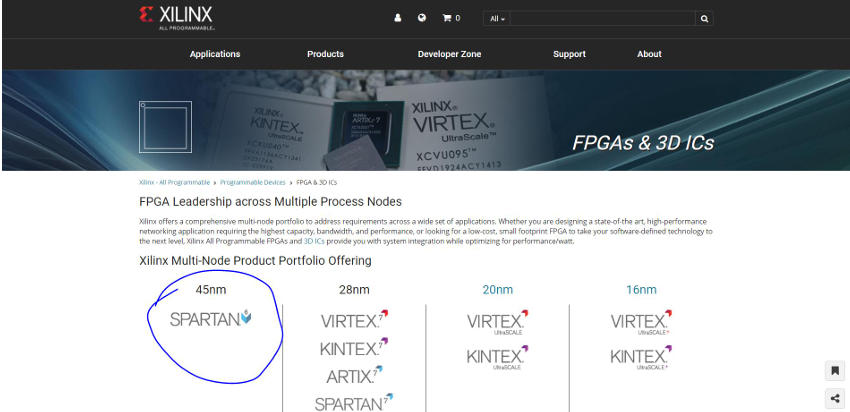 XILINX
ALL PROGRAMMABLE™
0
All
Applications
Products
Developer Zone
Support
About
XILINX®
KINTEX®
UltraSCALE
XCKU040™
XILINX
ARTIX®7
XILINX®
VIRTEX®
UltraScale™
XCVU095™
FFVD1924ACY1413
FPGAs & 3D ICs
Xilinx - All Programmable > Programmable Devices > FPGA & 3D ICs
FPGA Leadership across Multiple Process Nodes
Xilinx offers a comprehensive multi-node portfolio to address requirements across a wide set of applications. Whether you are designing a state-of-the art, high-performance
networking application requiring the highest capacity, bandwidth, and performance, or looking for a low-cost, small footprint FPGA to take your software-defined technology to
the next level, Xilinx All Programmable FPGAs and 3D ICs provide you with system integration while optimizing for performance/watt.
Xilinx Multi-Node Product Portfolio Offering
45nm
SPARTAN®6
28nm
VIRTEX®7
KINTEX®7
ARTIX®7
SPARTAN®7
20nm
VIRTEX®
UltraSCALE
KINTEX®
UltraSCALE
16nm
VIRTEX®
UltraSCALE+
KINTEX®
UltraSCALE+